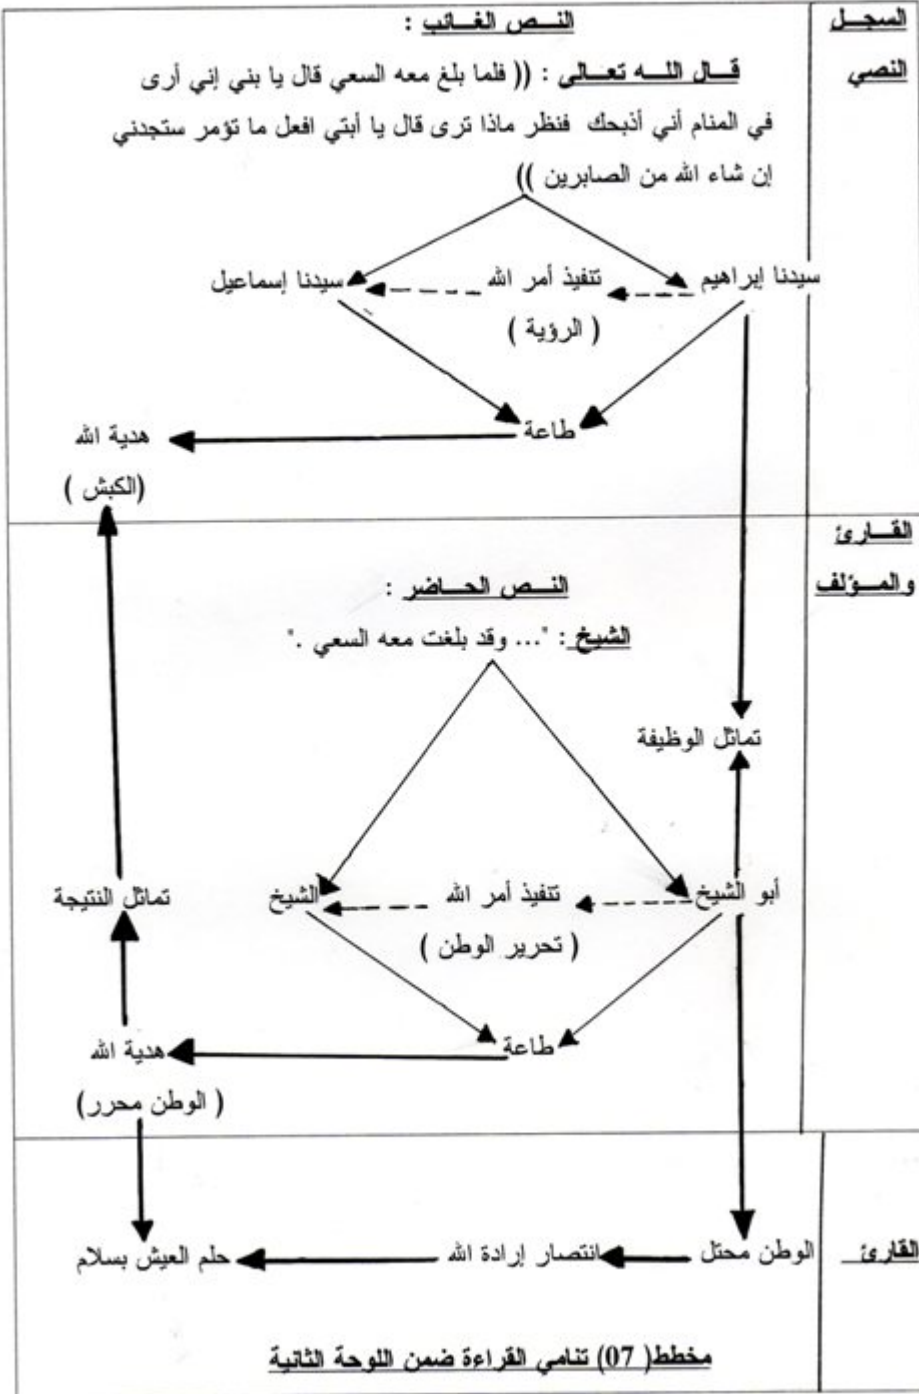 السجل
النصي
النص الغائب :
قال الله تعالى : (( فلما بلغ معه السعي قال يا بني إني أرى
في المنام أني أذبحك فنظر ماذا ترى قال يا أبتي افعل ما تؤمر ستجدني
إن شاء الله من الصابرين ))
سيدنا إبراهيم
تنفيذ أمر الله
سيدنا إسماعيل
( الرؤية )
طاعة
هدية الله
(الكبش )
القارئ
والمؤلف
النص الحاضر :
الشيخ : "... وقد بلغت معه السعي ."
تماثل الوظيفة
أبو الشيخ
تنفيذ أمر الله
الشيخ
تماثل النتيجة
( تحرير الوطن )
طاعة
هدية الله
( الوطن محرر)
القارئ
الوطن محتل
انتصار إرادة الله
حلم العيش بسلام
مخطط( 07) تنامي القراءة ضمن اللوحة الثانية